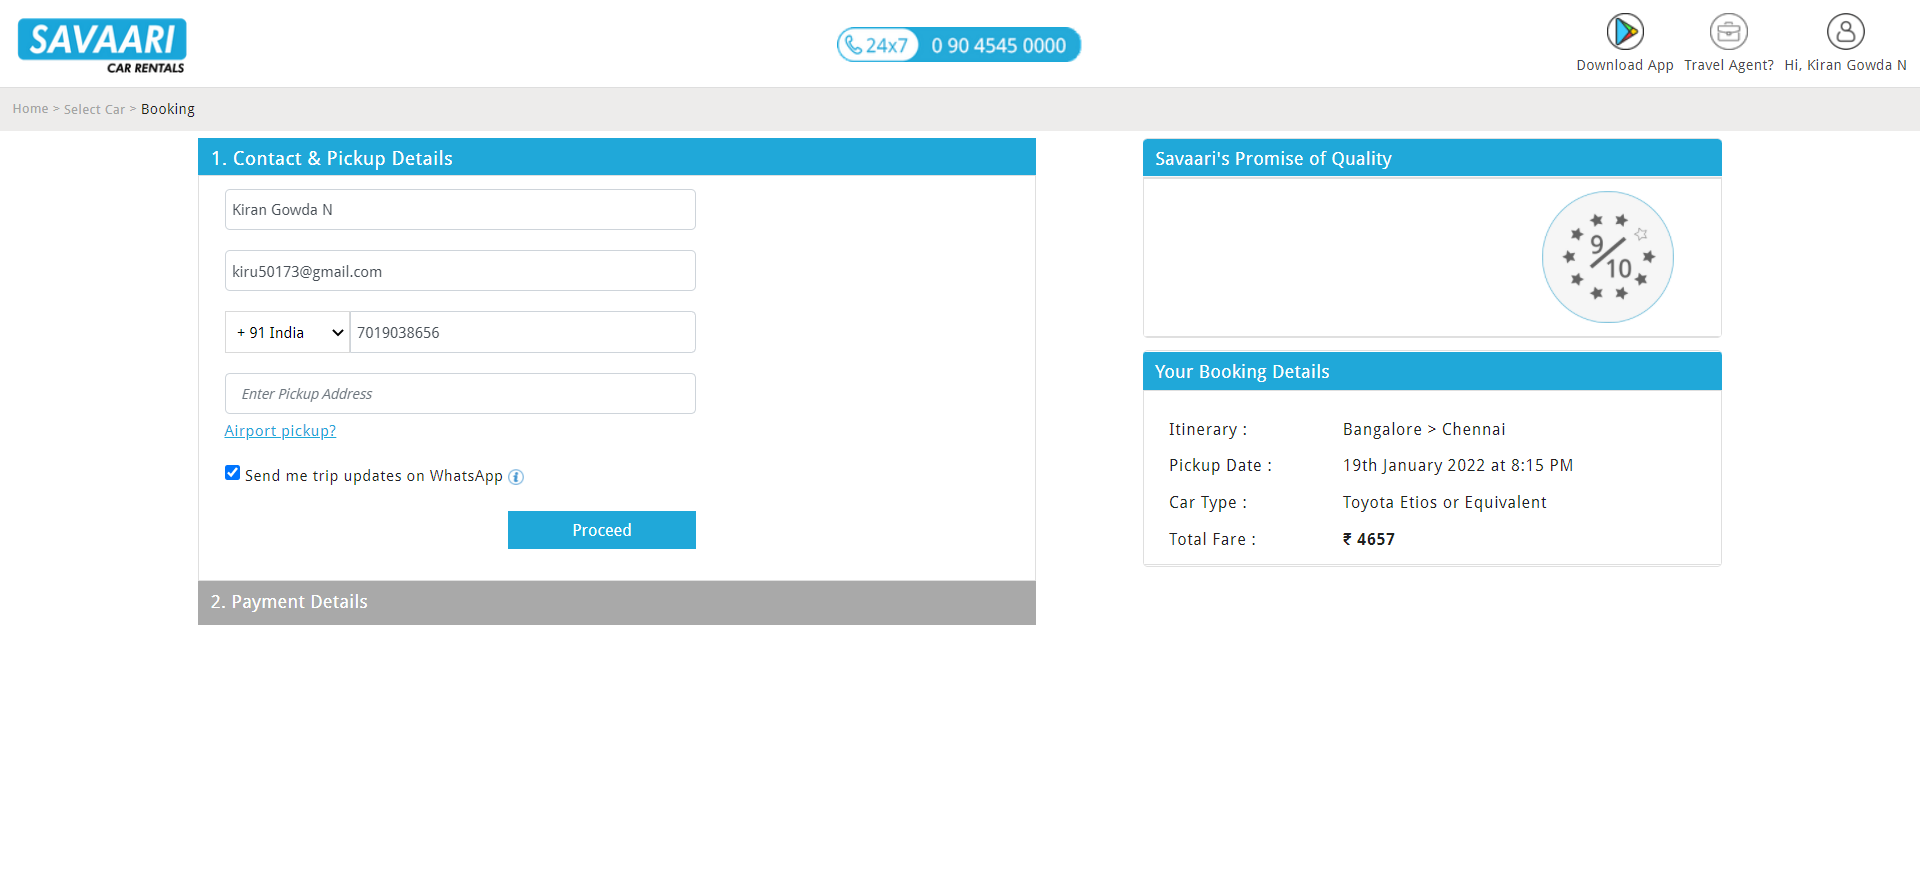 SAVAARI
CAR RENTALS
24x7 0 90 4545 0000
Download App
Travel Agent?
Hi, Kiran Gowda N
Home > Select Car > Booking
1. Contact & Pickup Details
Kiran Gowda N
kiru50173@gmail.com
+ 91 India
7019038656
Enter Pickup Address
Airport pickup?
Send me trip updates on WhatsApp i
Proceed
2. Payment Details
Savaari's Promise of Quality
9/10
Your Booking Details
Itinerary : Bangalore > Chennai
Pickup Date : 19th January 2022 at 8:15 PM
Car Type : Toyota Etios or Equivalent
Total Fare : ₹ 4657